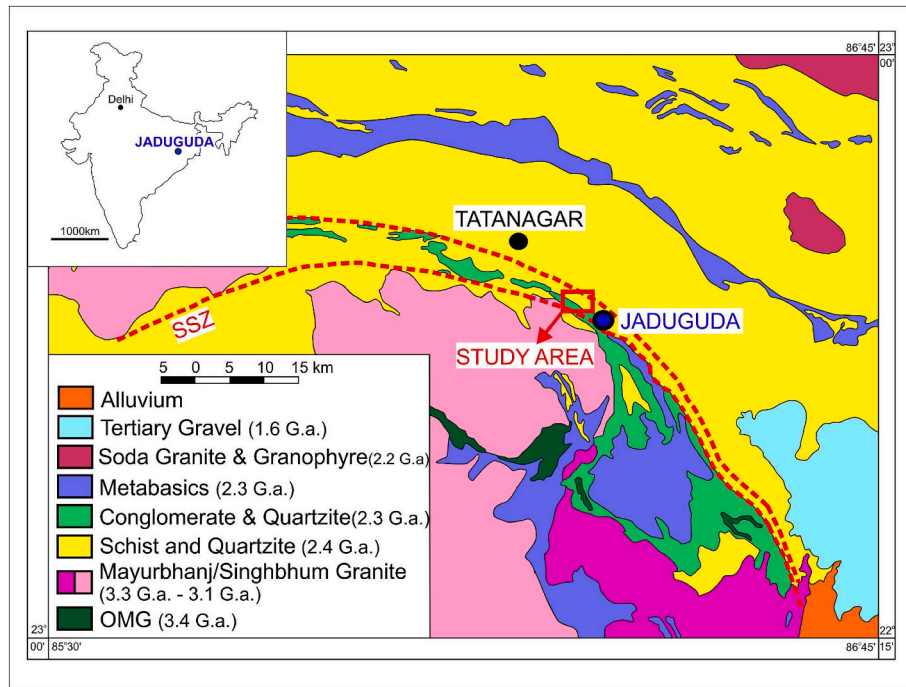 86°45' 23°
00'
Delhi
JADUGUDA
1000km
TATANAGAR
SSZ
JADUGUDA
STUDY AREA
5 0 5 10 15 km
Alluvium
Tertiary Gravel (1.6 G.a.)
Soda Granite & Granophyre(2.2 G.a)
Metabasics (2.3 G.a.)
Conglomerate & Quartzite(2.3 G.a.)
Schist and Quartzite (2.4 G.a.)
Mayurbhanj/Singhbhum Granite
(3.3 G.a. - 3.1 G.a.)
OMG (3.4 G.a.)
23° 22°
00' 85°30' 86°45' 15'